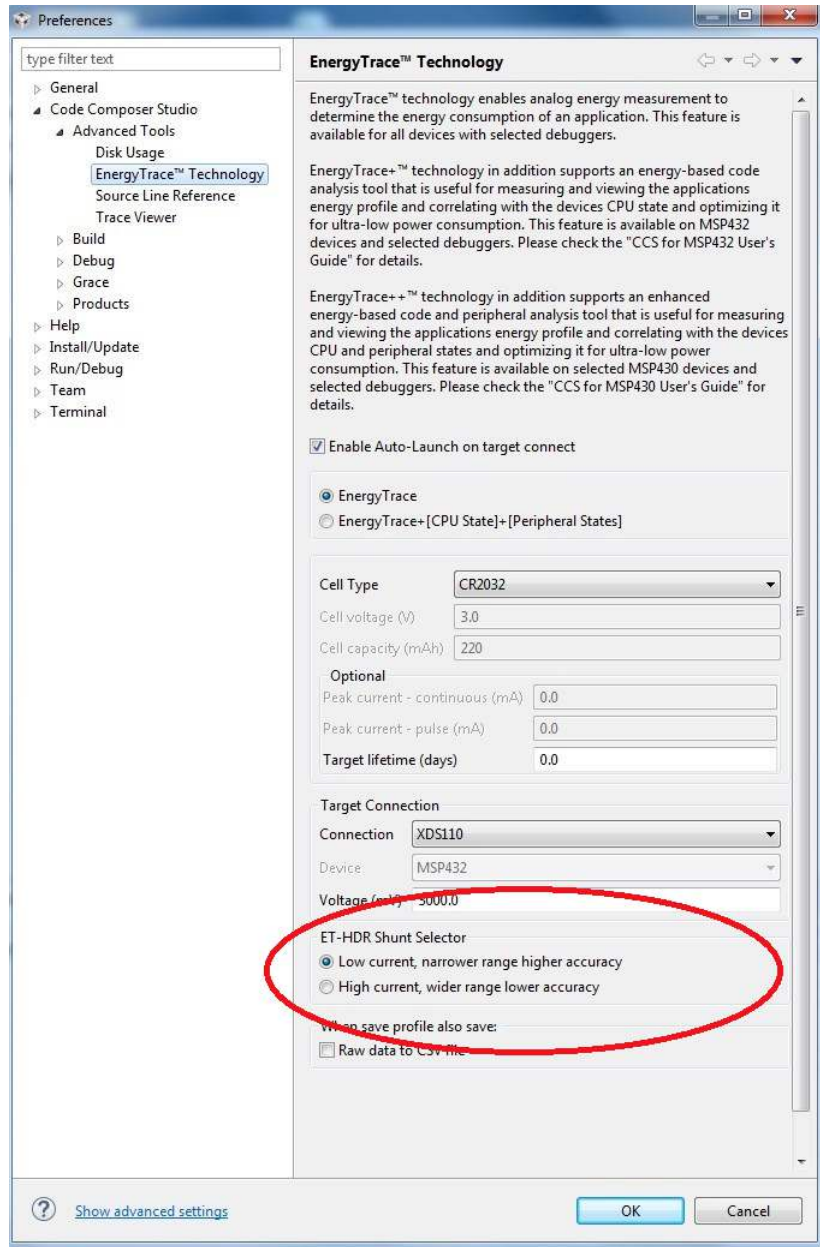 Preferences
type filter text
General
Code Composer Studio
Advanced Tools
Disk Usage
EnergyTrace™ Technology
Source Line Reference
Trace Viewer
Build
Debug
Grace
Products
Help
Install/Update
Run/Debug
Team
Terminal
EnergyTrace™ Technology
EnergyTrace™ technology enables analog energy measurement to
determine the energy consumption of an application. This feature is
available for all devices with selected debuggers.
EnergyTrace+™ technology in addition supports an energy-based code
analysis tool that is useful for measuring and viewing the applications
energy profile and correlating with the devices CPU state and optimizing it
for ultra-low power consumption. This feature is available on MSP432
devices and selected debuggers. Please check the "CCS for MSP432 User's
Guide" for details.
EnergyTrace++™ technology in addition supports an enhanced
energy-based code and peripheral analysis tool that is useful for measuring
and viewing the applications energy profile and correlating with the devices
CPU and peripheral states and optimizing it for ultra-low power
consumption. This feature is available on selected MSP430 devices and
selected debuggers. Please check the "CCS for MSP430 User's Guide" for
details.
Enable Auto-Launch on target connect
EnergyTrace
EnergyTrace+[CPU State]+[Peripheral States]
Cell Type CR2032
Cell voltage (V) 3.0
Cell capacity (mAh) 220
Optional
Peak current - continuous (mA) 0.0
Peak current - pulse (mA) 0.0
Target lifetime (days) 0.0
Target Connection
Connection XDS110
Device MSP432
Voltage (mV) 3000.0
ET-HDR Shunt Selector
Low current, narrower range higher accuracy
High current, wider range lower accuracy
When save profile also save:
Raw data to CSV file
Show advanced settings
OK
Cancel